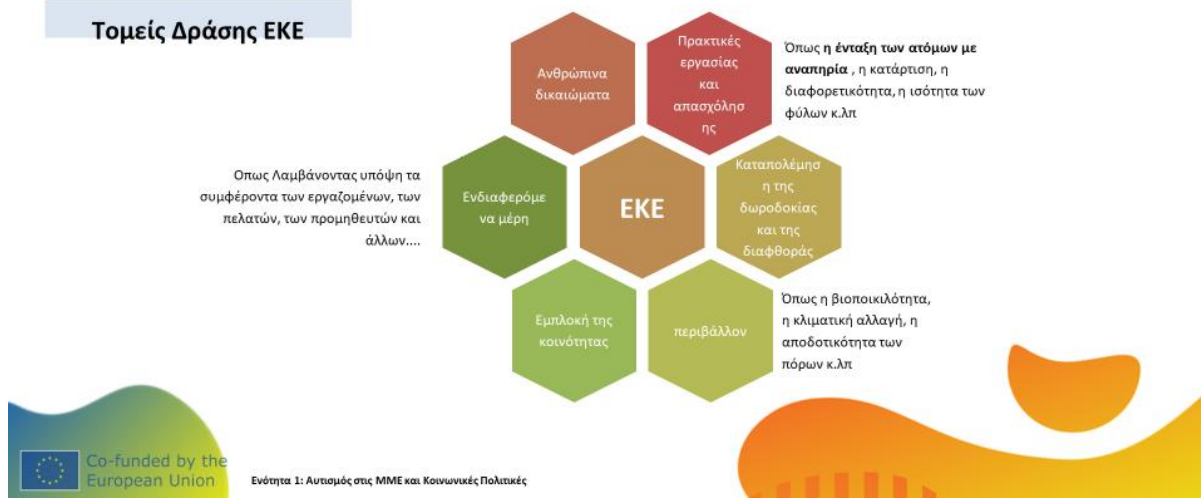 Τομείς Δράσης ΕΚΕ
Ανθρώπινα
δικαιώματα
Πρακτικές
εργασίας
και
απασχόλησ
ης
Όπως η ένταξη των ατόμων με
αναπηρία , η κατάρτιση, η
διαφορετικότητα, η ισότητα των
φύλων κ.λπ
Οπως Λαμβάνοντας υπόψη τα
συμφέροντα των εργαζομένων, των
πελατών, των προμηθευτών και
άλλων....
Ενδιαφερόμε
να μέρη
ΕΚΕ
Καταπολέμησ
η της
δωροδοκίας
και της
διαφθοράς
Εμπλοκή της
κοινότητας
περιβάλλον
Όπως η βιοποικιλότητα,
η κλιματική αλλαγή, η
αποδοτικότητα των
πόρων κ.λπ
Co-funded by the
European Union
Ενότητα 1: Αυτισμός στις ΜΜΕ και Κοινωνικές Πολιτικές